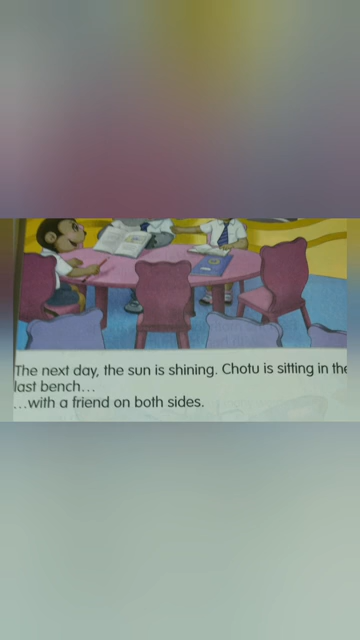 The next day, the sun is shining. Chotu is sitting in the
last bench...
...with a friend on both sides.